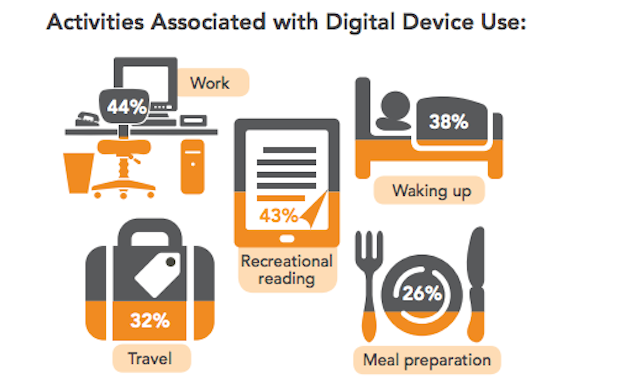 Activities Associated with Digital Device Use:
Work
44%
38%
Waking up
43%
Recreational
reading
32%
Travel
26%
Meal preparation